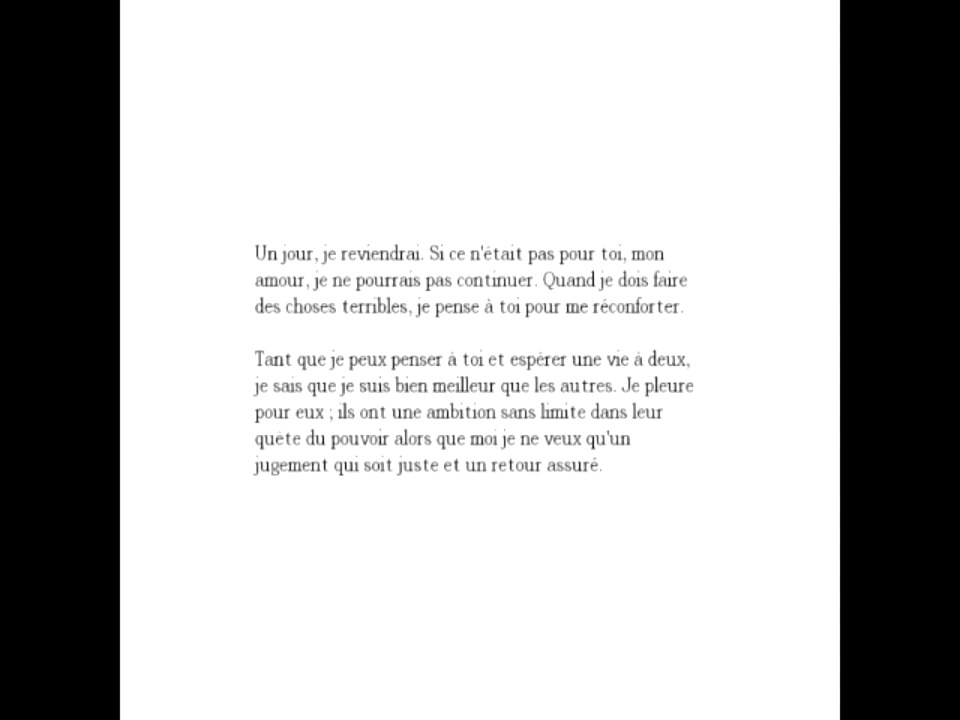 Un jour, je reviendrai. Si ce n'était pas pour toi, mon
amour, je ne pourrais pas continuer. Quand je dois faire
des choses terribles, je pense à toi pour me réconforter.
Tant que je peux penser à toi et espérer une vie à deux,
je sais que je suis bien meilleur que les autres. Je pleure
pour eux ; ils ont une ambition sans limite dans leur
quête du pouvoir alors que moi je ne veux qu'un
jugement qui soit juste et un retour assuré.